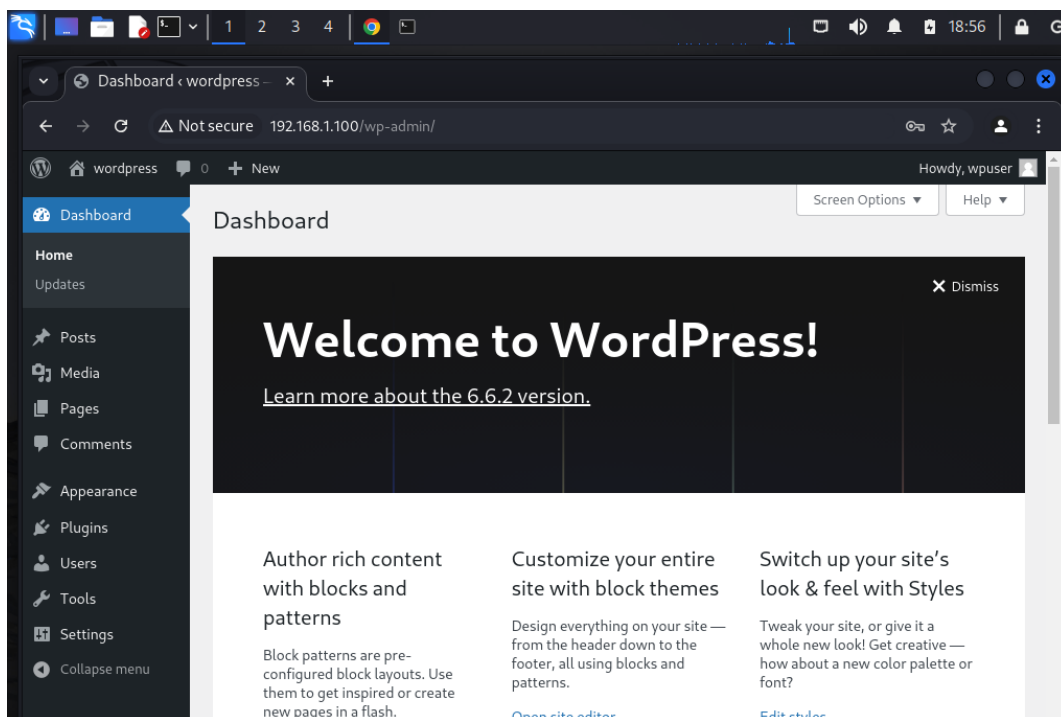 1 2 3 4 18:56
Dashboard ‹ wordpress –
Not secure 192.168.1.100/wp-admin/
wordpress 0 New Howdy, wpuser
Screen Options Help
Dashboard
Home
Updates
Posts
Media
Pages
Comments
Appearance
Plugins
Users
Tools
Settings
Collapse menu
Dashboard
Dismiss
Welcome to WordPress!
Learn more about the 6.6.2 version.
Author rich content
with blocks and
patterns
Block patterns are pre-
configured block layouts. Use
them to get inspired or create
new pages in a flash.
Customize your entire
site with block themes
Design everything on your site —
from the header down to the
footer, all using blocks and
patterns.
Open site editor
Switch up your site's
look & feel with Styles
Tweak your site, or give it a
whole new look! Get creative —
how about a new color palette or
font?
Edit styles